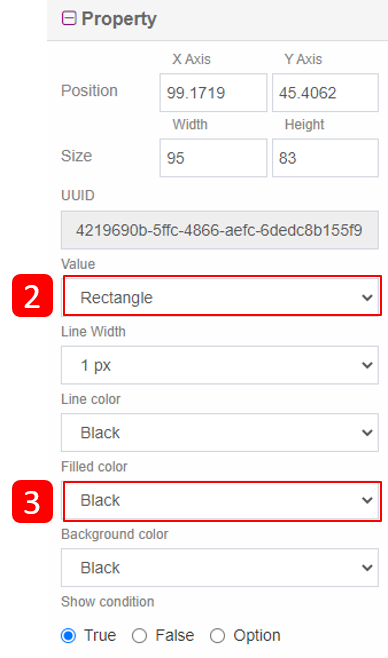 Property
X Axis Y Axis
Position 99.1719 45.4062
Width Height
Size 95 83
UUID
4219690b-5ffc-4866-aefc-6dedc8b155f9
Value
2 Rectangle
Line Width
1 px
Line color
Black
Filled color
3 Black
Background color
Black
Show condition
True False Option